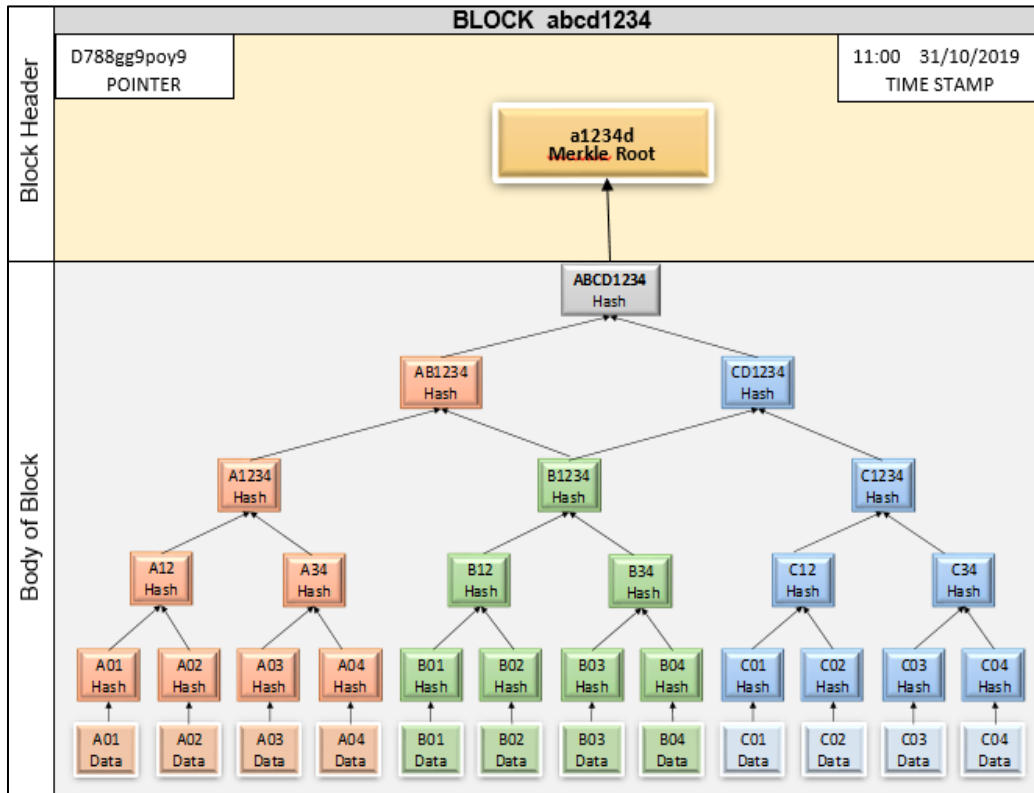 BLOCK abcd1234
Block Header
D788gg9poy9
POINTER
11:00 31/10/2019
TIME STAMP
a1234d
Merkle Root
Body of Block
ABCD1234
Hash
AB1234
Hash
CD1234
Hash
A1234
Hash
B1234
Hash
C1234
Hash
A12
Hash
A34
Hash
B12
Hash
B34
Hash
C12
Hash
C34
Hash
A01
Hash
A02
Hash
A03
Hash
A04
Hash
B01
Hash
B02
Hash
B03
Hash
B04
Hash
C01
Hash
C02
Hash
C03
Hash
C04
Hash
A01
Data
A02
Data
A03
Data
A04
Data
B01
Data
B02
Data
B03
Data
B04
Data
C01
Data
C02
Data
C03
Data
C04
Data